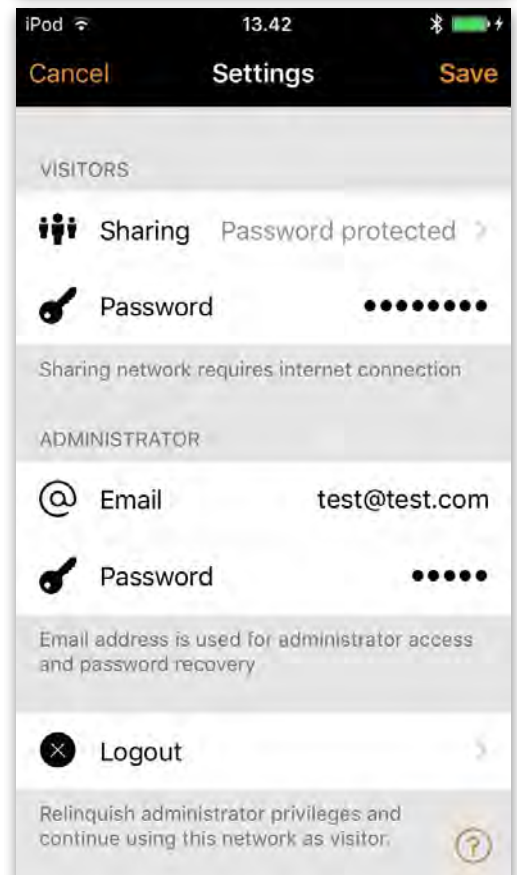 iPod 13.42
Cancel Settings Save
VISITORS
Sharing Password protected
Password ••••••••
Sharing network requires internet connection
ADMINISTRATOR
Email test@test.com
Password •••••
Email address is used for administrator access
and password recovery
Logout
Relinquish administrator privileges and
continue using this network as visitor.
?